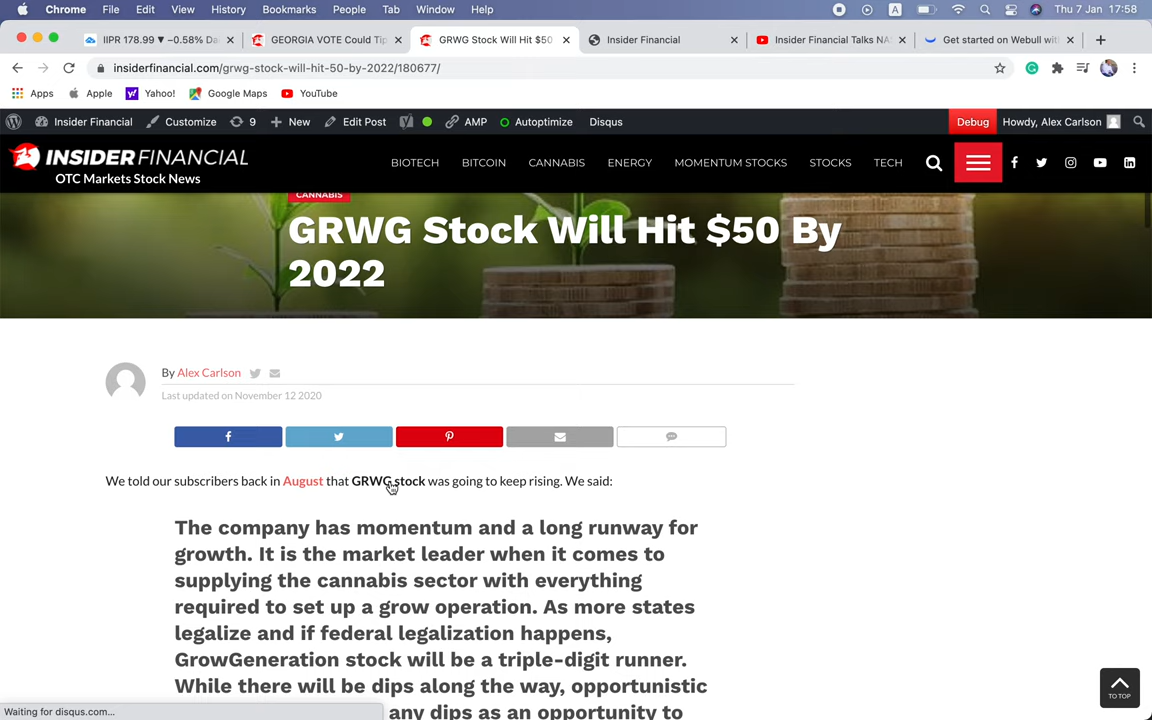 Chrome File Edit View History Bookmarks People Tab Window Help A Thu 7 Jan 17:58
IIPR 178.99 ▼ −0.58% Da
GEORGIA VOTE Could Tip
GRWG Stock Will Hit $50
Insider Financial
Insider Financial Talks NA
Get started on Webull wit
insiderfinancial.com/grwg-stock-will-hit-50-by-2022/180677/
Apps Apple Yahoo! Google Maps YouTube
Insider Financial Customize 9 New Edit Post AMP Autoptimize Disqus Debug Howdy, Alex Carlson
INSIDERFINANCIAL
OTC Markets Stock News
BIOTECH BITCOIN CANNABIS ENERGY MOMENTUM STOCKS STOCKS TECH
CANNABIS
GRWG Stock Will Hit $50 By
2022
By Alex Carlson
Last updated on November 12 2020
We told our subscribers back in August that GRWG stock was going to keep rising. We said:
The company has momentum and a long runway for
growth. It is the market leader when it comes to
supplying the cannabis sector with everything
required to set up a grow operation. As more states
legalize and if federal legalization happens,
GrowGeneration stock will be a triple-digit runner.
While there will be dips along the way, opportunistic
any dips as an opportunity to
TO TOP
Waiting for disqus.com...